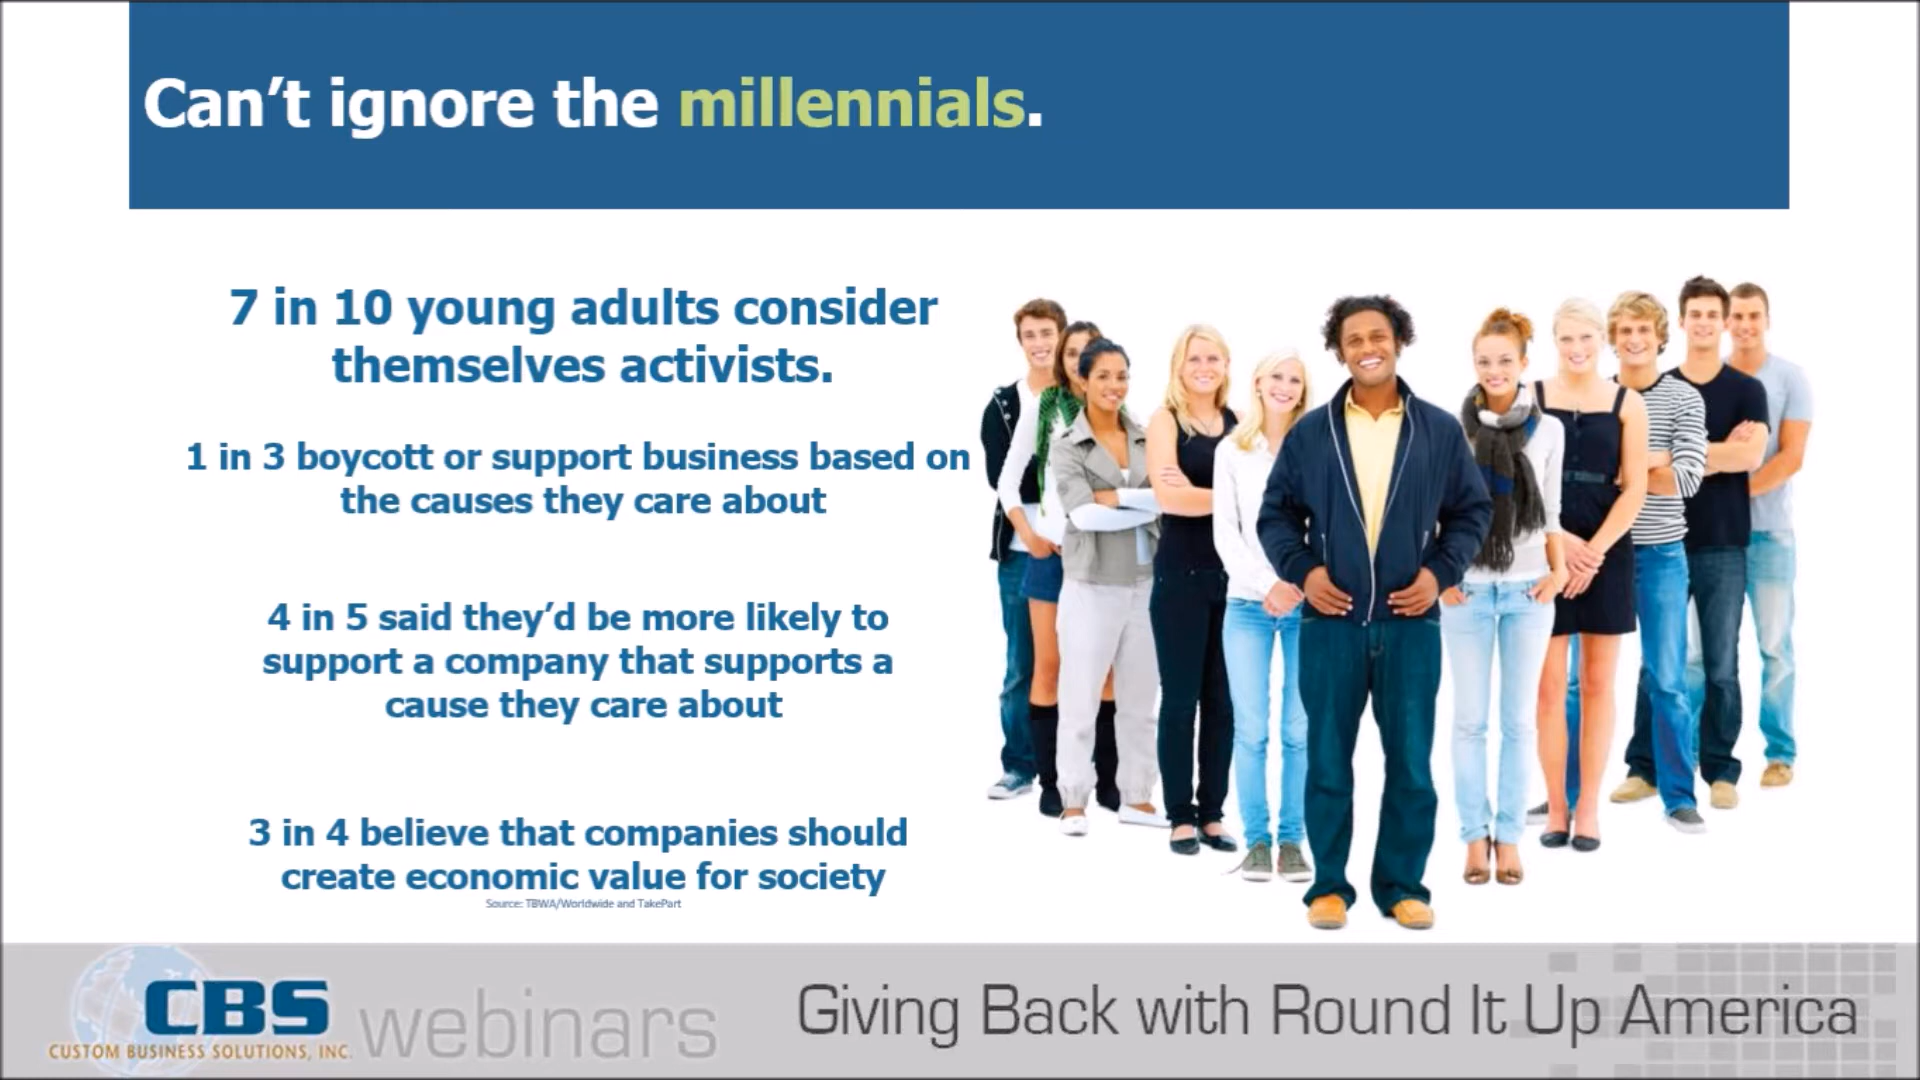 Can't ignore the millennials.
7 in 10 young adults consider
themselves activists.
1 in 3 boycott or support business based on
the causes they care about
4 in 5 said they'd be more likely to
support a company that supports a
cause they care about
3 in 4 believe that companies should
create economic value for society
Source: TBWA/Worldwide and TakePart
CBS webinars
CUSTOM BUSINESS SOLUTIONS, INC.
Giving Back with Round It Up America